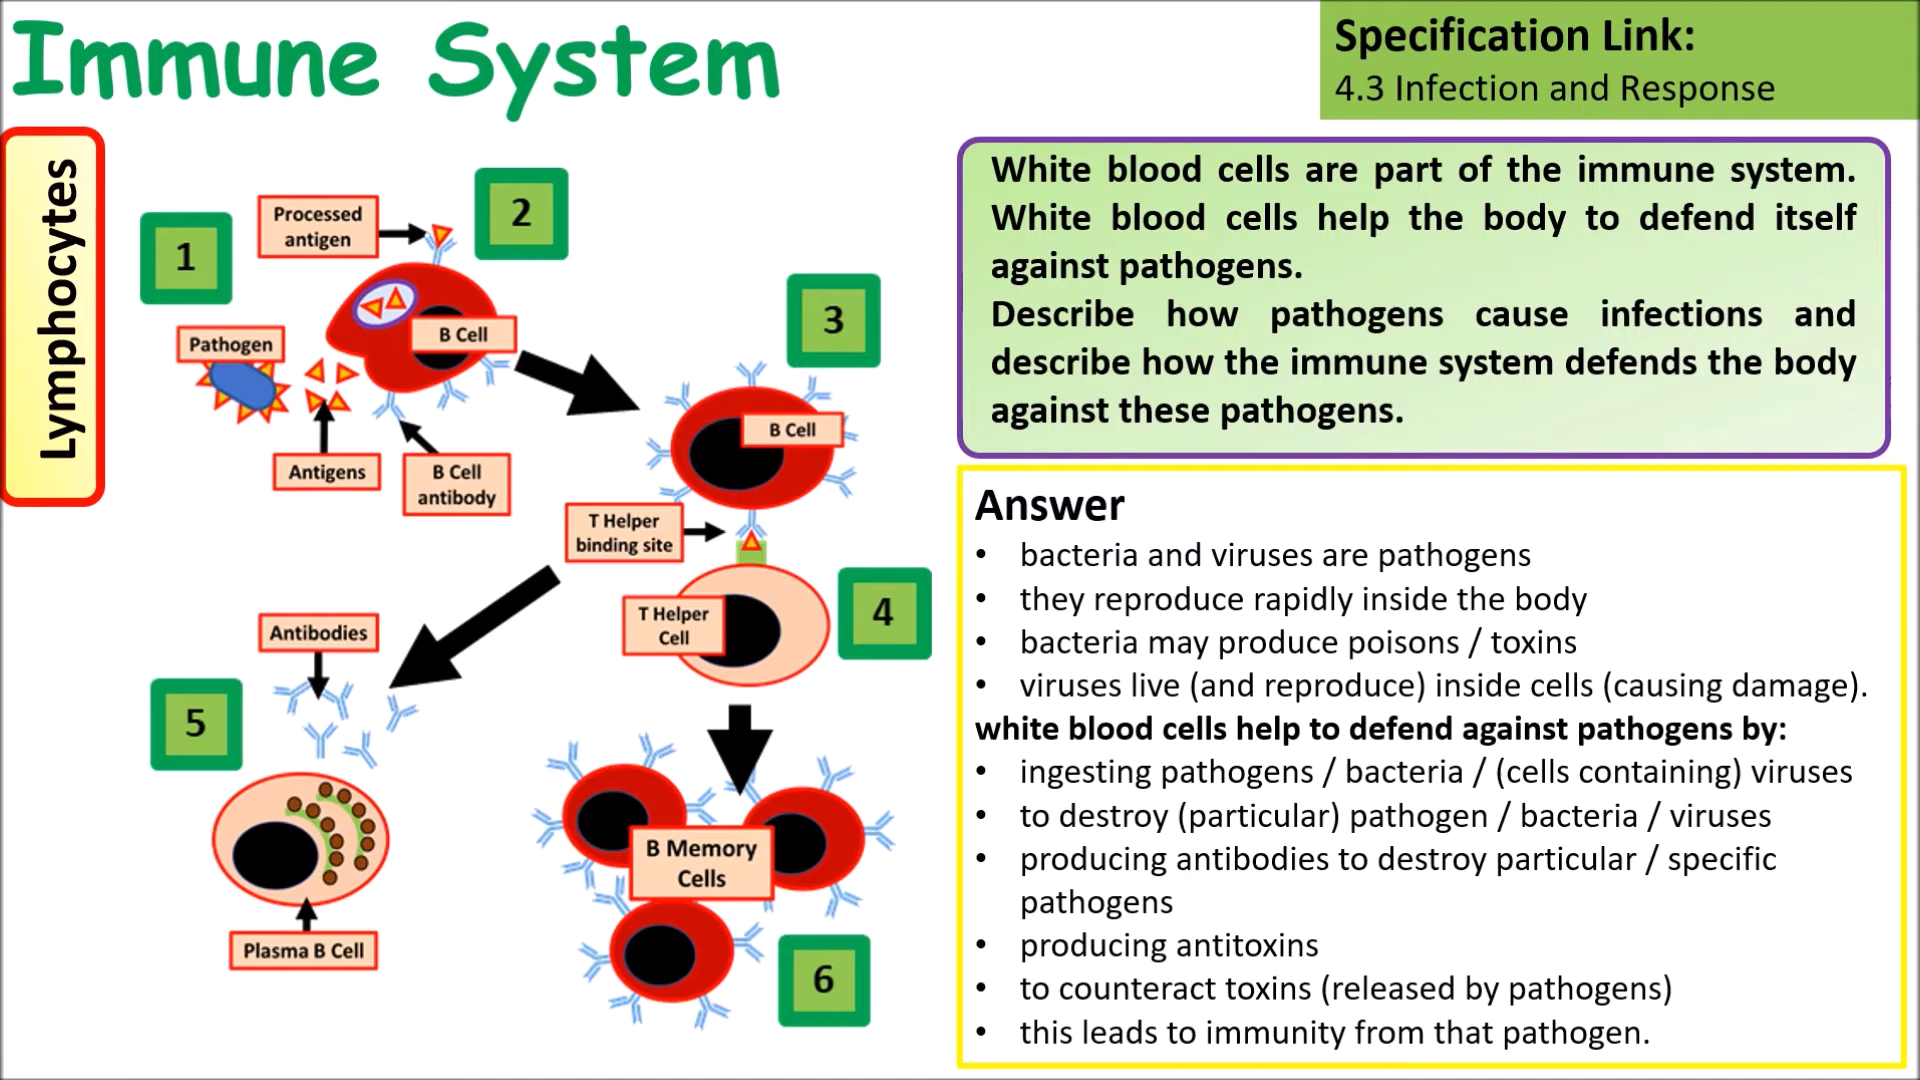 Immune System
Specification Link:
4.3 Infection and Response
Lymphocytes
1
Processed
antigen
2
B Cell
Pathogen
Antigens
B Cell
antibody
3
B Cell
T Helper
binding site
T Helper
Cell
4
Antibodies
5
Plasma B Cell
B Memory
Cells
6
White blood cells are part of the immune system.
White blood cells help the body to defend itself
against pathogens.
Describe how pathogens cause infections and
describe how the immune system defends the body
against these pathogens.
Answer
• bacteria and viruses are pathogens
• they reproduce rapidly inside the body
• bacteria may produce poisons / toxins
• viruses live (and reproduce) inside cells (causing damage).
white blood cells help to defend against pathogens by:
• ingesting pathogens / bacteria / (cells containing) viruses
• to destroy (particular) pathogen / bacteria / viruses
• producing antibodies to destroy particular / specific
pathogens
• producing antitoxins
• to counteract toxins (released by pathogens)
• this leads to immunity from that pathogen.